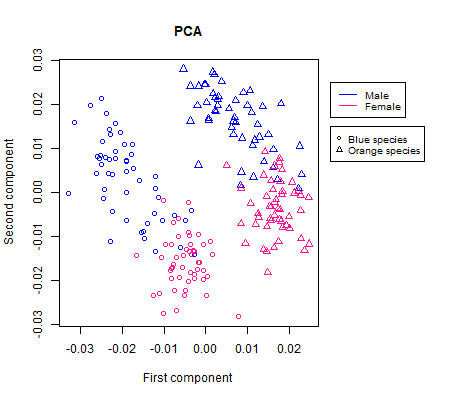 PCA
Second component
0.03
0.02
0.01
0.00
-0.01
-0.02
-0.03
-0.03
-0.02
-0.01
0.00
0.01
0.02
First component
Male
Female
Blue species
Orange species